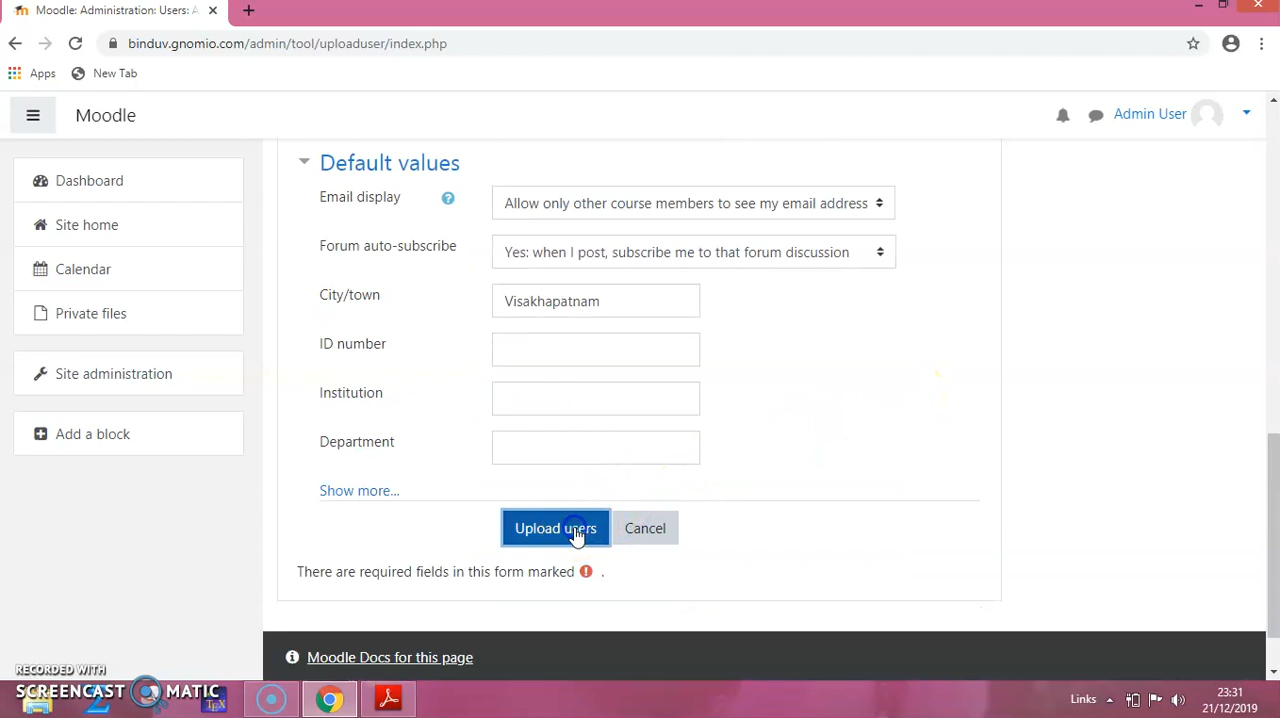 Moodle: Administration: Users: A
binduv.gnomio.com/admin/tool/uploaduser/index.php
Apps
New Tab
Moodle
Admin User
Dashboard
Site home
Calendar
Private files
Site administration
Add a block
Default values
Email display
Allow only other course members to see my email address
Forum auto-subscribe
Yes: when I post, subscribe me to that forum discussion
City/town
Visakhapatnam
ID number
Institution
Department
Show more...
Upload users
Cancel
There are required fields in this form marked .
Moodle Docs for this page
RECORDED WITH
SCREENCAST MATIC
TEX
Links
23:31
21/12/2019